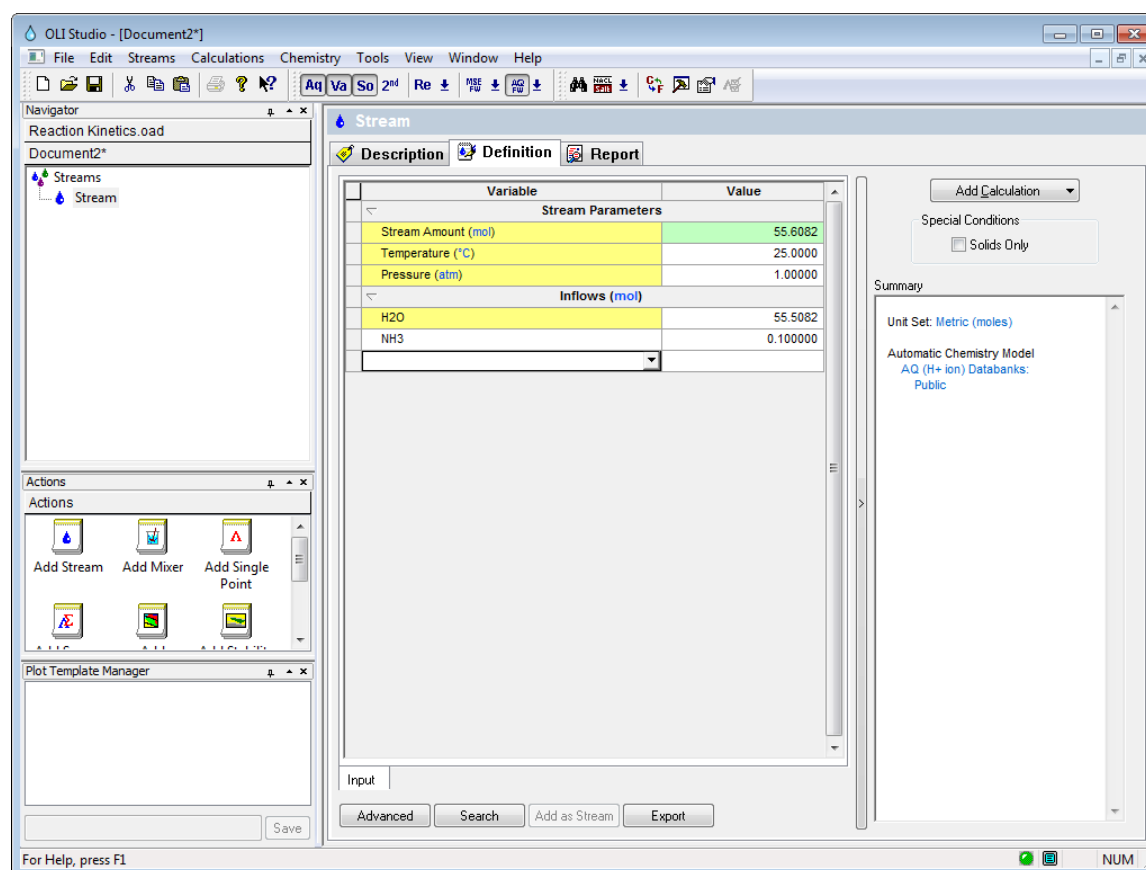 OLI Studio - [Document2*]
File Edit Streams Calculations Chemistry Tools View Window Help
Aq Va So 2nd Re MSE FW AQ FW NACL C F
Navigator
Reaction Kinetics.oad
Document2*
Streams
Stream
Stream
Description Definition Report
Variable Value
Stream Parameters
Stream Amount (mol) 55.6082
Temperature (°C) 25.0000
Pressure (atm) 1.00000
Inflows (mol)
H2O 55.5082
NH3 0.100000
Input
Advanced Search Add as Stream Export
Add Calculation
Special Conditions
Solids Only
Summary
Unit Set: Metric (moles)
Automatic Chemistry Model
AQ (H+ ion) Databanks:
Public
Actions
Actions
Add Stream Add Mixer Add Single
Point
Plot Template Manager
Save
For Help, press F1 NUM